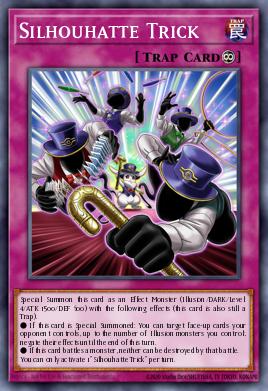 Silhouhatte Trick
TRAP
罠
[ Trap Card ]
Special Summon this card as an Effect Monster (Illusion/DARK/Level
4/ATK 1500/DEF 100) with the following effects (this card is also still a
Trap).
● If this card is Special Summoned: You can target face-up cards your
opponent controls, up to the number of Illusion monsters you control;
negate their effects until the end of this turn.
● If this card battles a monster, neither can be destroyed by that battle.
You can only activate 1 "Silhouhatte Trick" per turn.